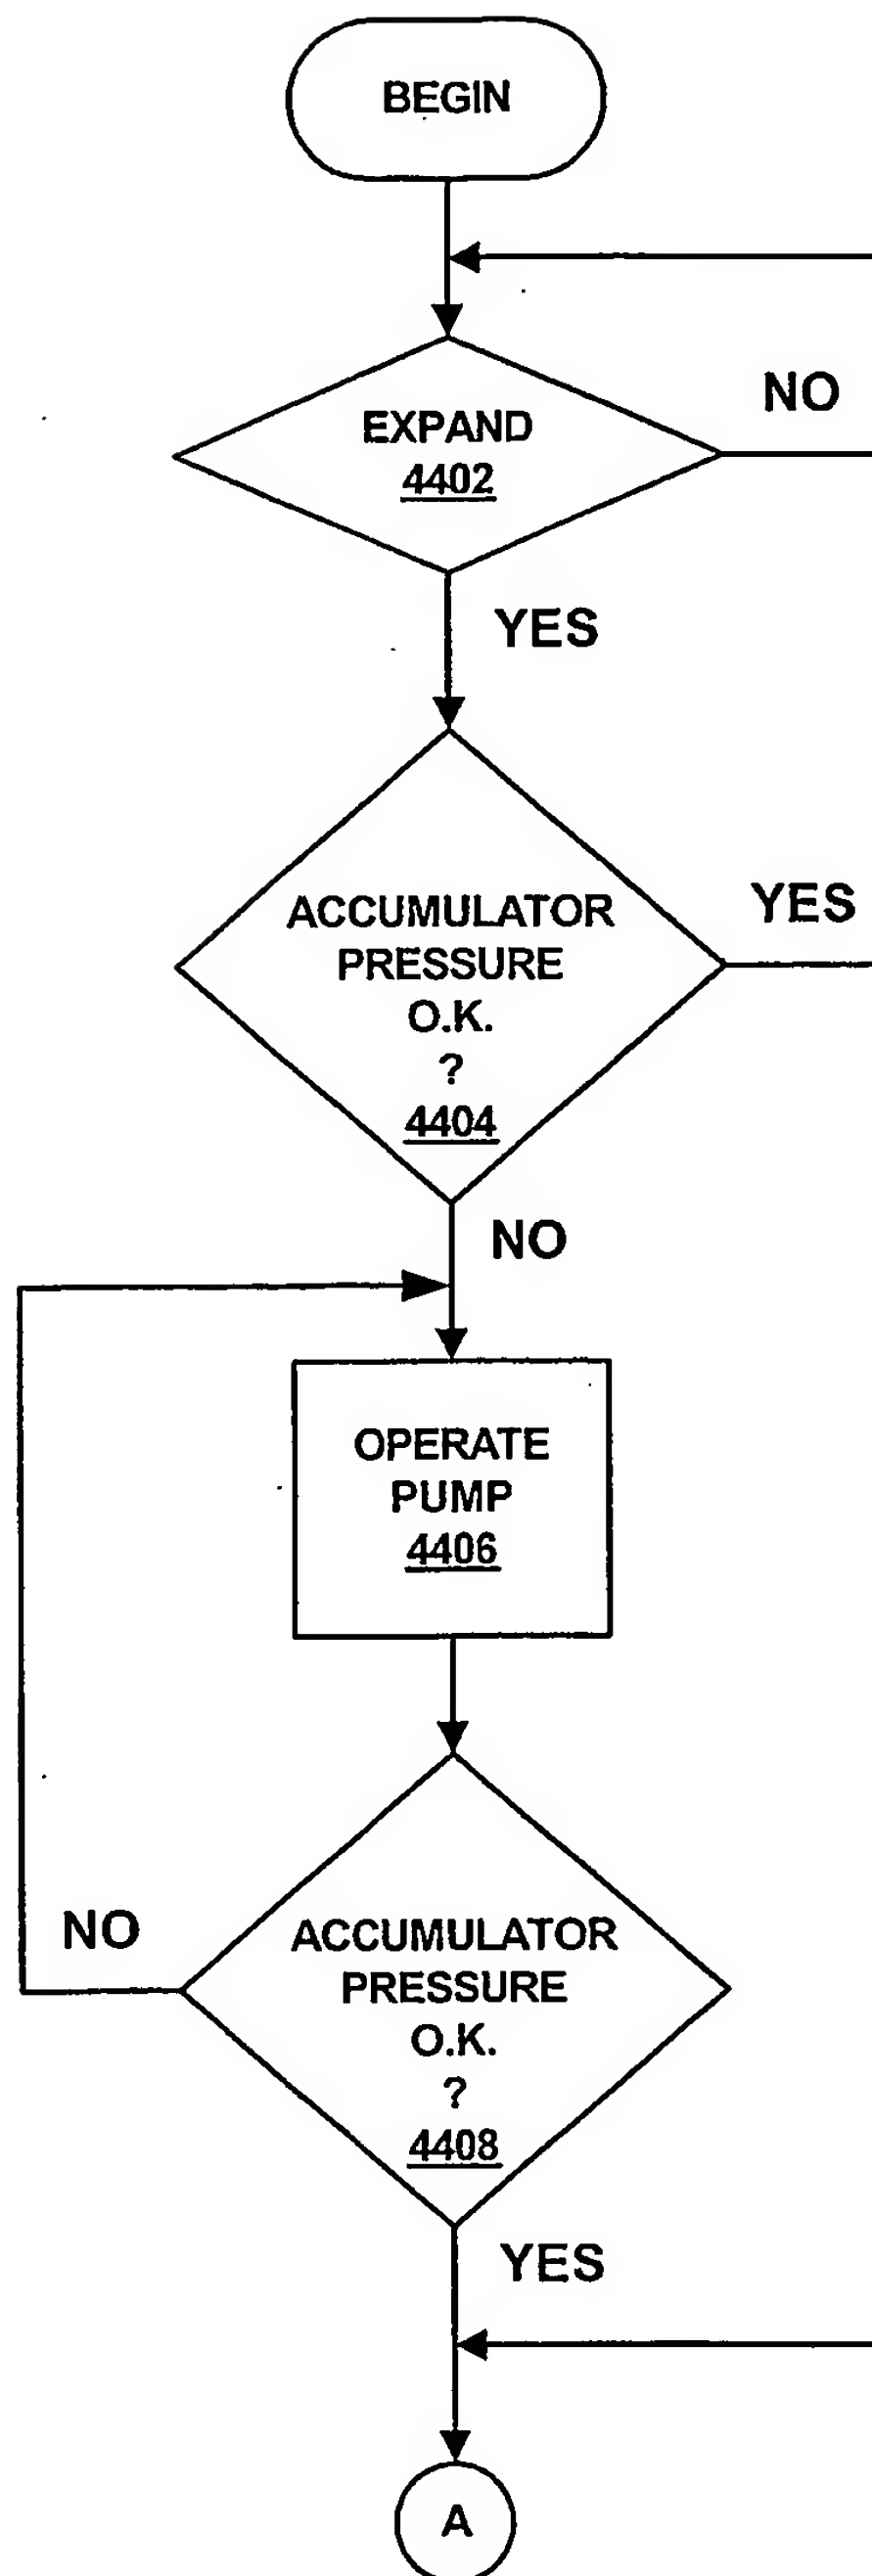 BEGIN
EXPAND
4402
NO
YES
ACCUMULATOR
PRESSURE
O.K.
?
4404
YES
NO
OPERATE
PUMP
4406
ACCUMULATOR
PRESSURE
O.K.
?
4408
NO
YES
A